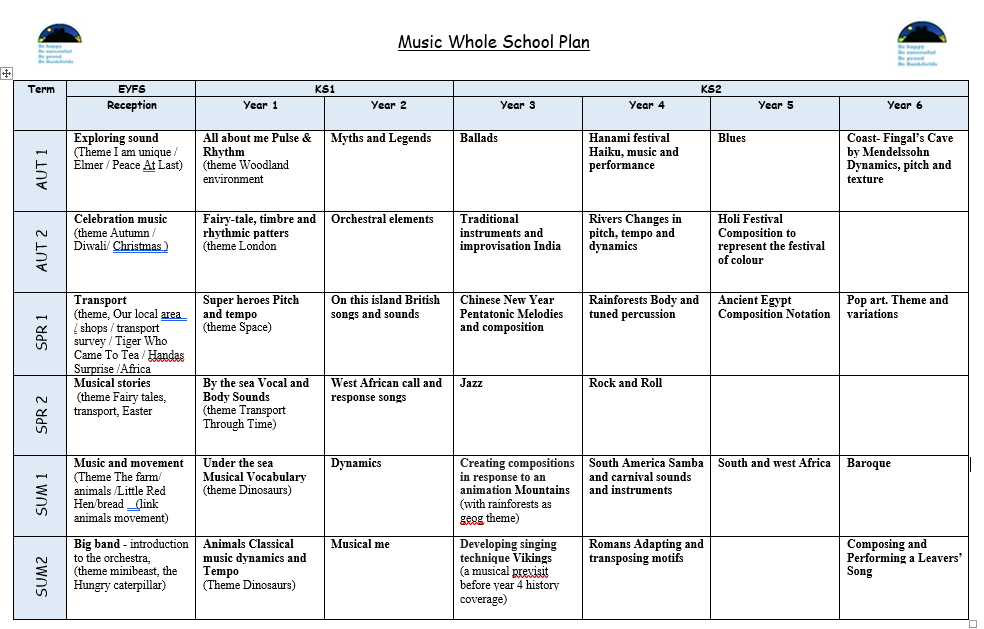 Be happy
Be successful
Be proud
Be Bankfields
Music Whole School Plan
Be happy
Be successful
Be proud
Be Bankfields
Term
EYFS
KS1
KS2
Reception
Year 1
Year 2
Year 3
Year 4
Year 5
Year 6
AUT 1
Exploring sound
(Theme I am unique /
Elmer / Peace At Last)
All about me Pulse &
Rhythm
(theme Woodland
environment
Myths and Legends
Ballads
Hanami festival
Haiku, music and
performance
Blues
Coast- Fingal’s Cave
by Mendelssohn
Dynamics, pitch and
texture
AUT 2
Celebration music
(theme Autumn /
Diwali/ Christmas )
Fairy-tale, timbre and
rhythmic patters
(theme London
Orchestral elements
Traditional
instruments and
improvisation India
Rivers Changes in
pitch, tempo and
dynamics
Holi Festival
Composition to
represent the festival
of colour
SPR 1
Transport
(theme, Our local area
/ shops / transport
survey / Tiger Who
Came To Tea / Handas
Surprise /Africa
Super heroes Pitch
and tempo
(theme Space)
On this island British
songs and sounds
Chinese New Year
Pentatonic Melodies
and composition
Rainforests Body and
tuned percussion
Ancient Egypt
Composition Notation
Pop art. Theme and
variations
SPR 2
Musical stories
(theme Fairy tales,
transport, Easter
By the sea Vocal and
Body Sounds
(theme Transport
Through Time)
West African call and
response songs
Jazz
Rock and Roll
SUM 1
Music and movement
(Theme The farm/
animals /Little Red
Hen/bread (link
animals movement)
Under the sea
Musical Vocabulary
(theme Dinosaurs)
Dynamics
Creating compositions
in response to an
animation Mountains
(with rainforests as
geog theme)
South America Samba
and carnival sounds
and instruments
South and west Africa
Baroque
SUM2
Big band - introduction
to the orchestra,
(theme minibeast, the
Hungry caterpillar)
Animals Classical
music dynamics and
Tempo
(Theme Dinosaurs)
Musical me
Developing singing
technique Vikings
(a musical previsit
before year 4 history
coverage)
Romans Adapting and
transposing motifs
Composing and
Performing a Leavers’
Song